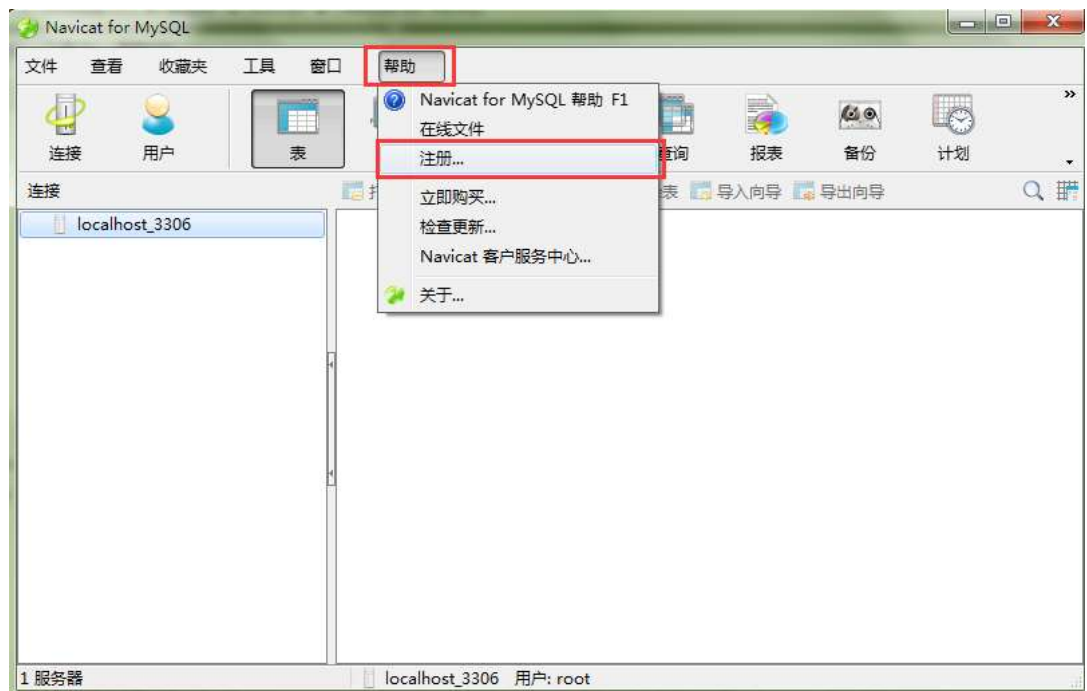 Navicat for MySQL
文件 查看 收藏夹 工具 窗口 帮助
Navicat for MySQL 帮助 F1
在线文件
注册...
立即购买...
检查更新...
Navicat 客户服务中心...
关于...
连接 用户 表 查询 报表 备份 计划
连接
表 导入向导 导出向导
localhost_3306
1 服务器 localhost_3306 用户: root